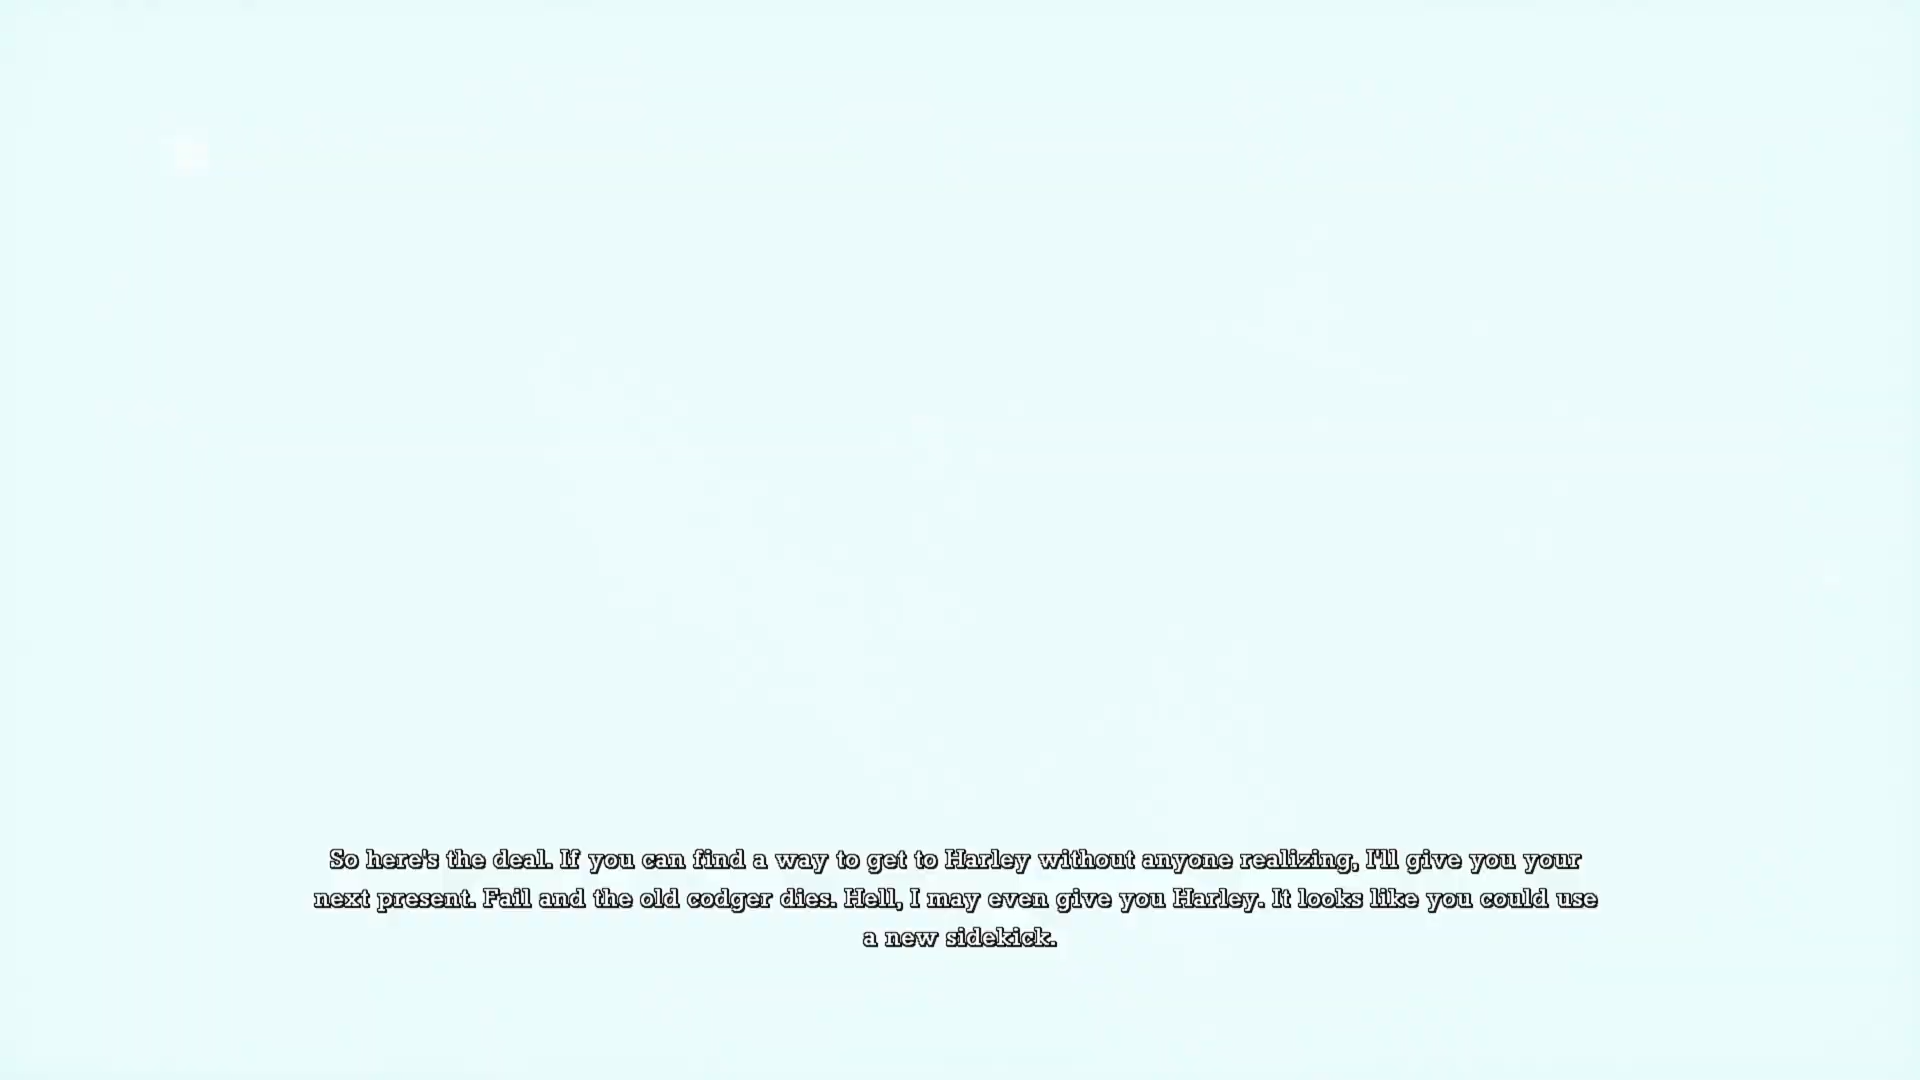 So here's the deal. If you can find a way to get to Harley without anyone realizing, I'll give you your
next present. Fail and the old codger dies. Hell, I may even give you Harley. It looks like you could use
a new sidekick.